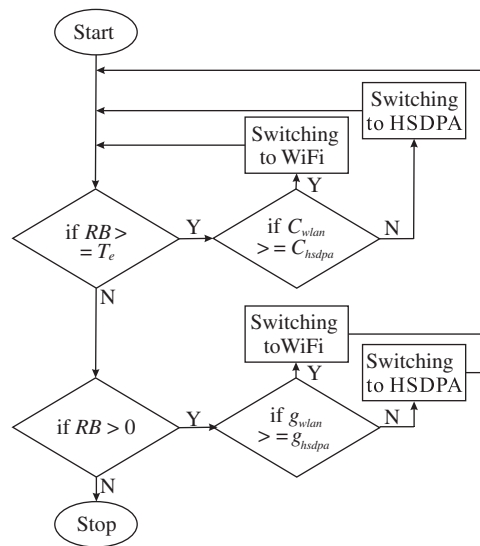 Start
Switching
to HSDPA
Switching
to WiFi
Y
if RB >
= Tₑ
Y
if C_wlan
>= C_hsdpa
N
N
Switching
toWiFi
Switching
to HSDPA
Y
if RB > 0
Y
if g_wlan
>= g_hsdpa
N
N
Stop